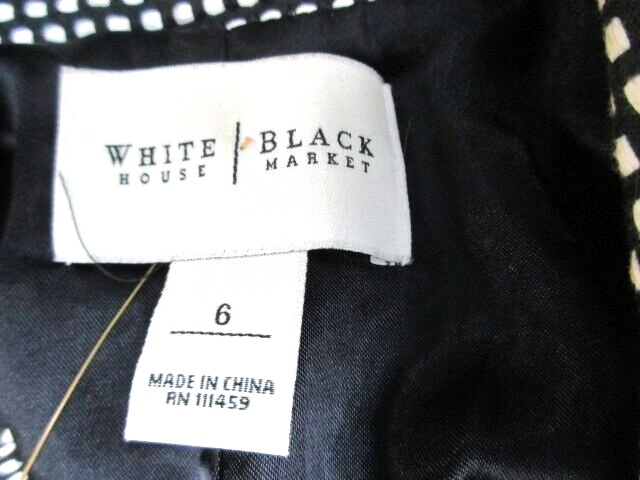 WHITE | BLACK
HOUSE | MARKET
6
MADE IN CHINA
RN 111459